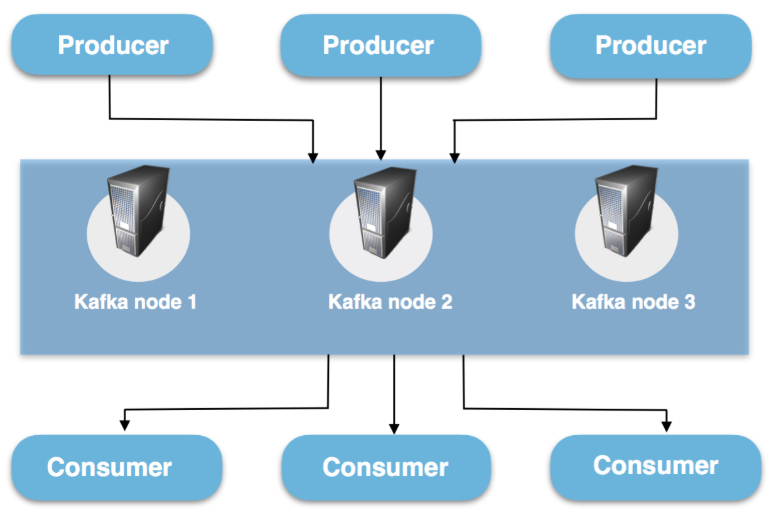 Producer
Producer
Producer
Kafka node 1
Kafka node 2
Kafka node 3
Consumer
Consumer
Consumer